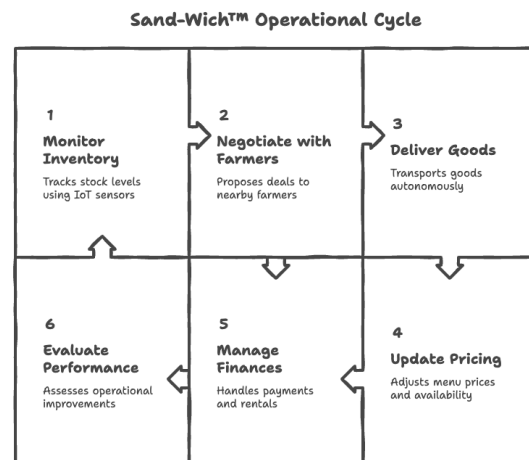 Sand-Wich™ Operational Cycle
1
Monitor
Inventory
Tracks stock levels
using IoT sensors
2
Negotiate with
Farmers
Proposes deals to
nearby farmers
3
Deliver Goods
Transports goods
autonomously
4
Update Pricing
Adjusts menu prices
and availability
5
Manage
Finances
Handles payments
and rentals
6
Evaluate
Performance
Assesses operational
improvements